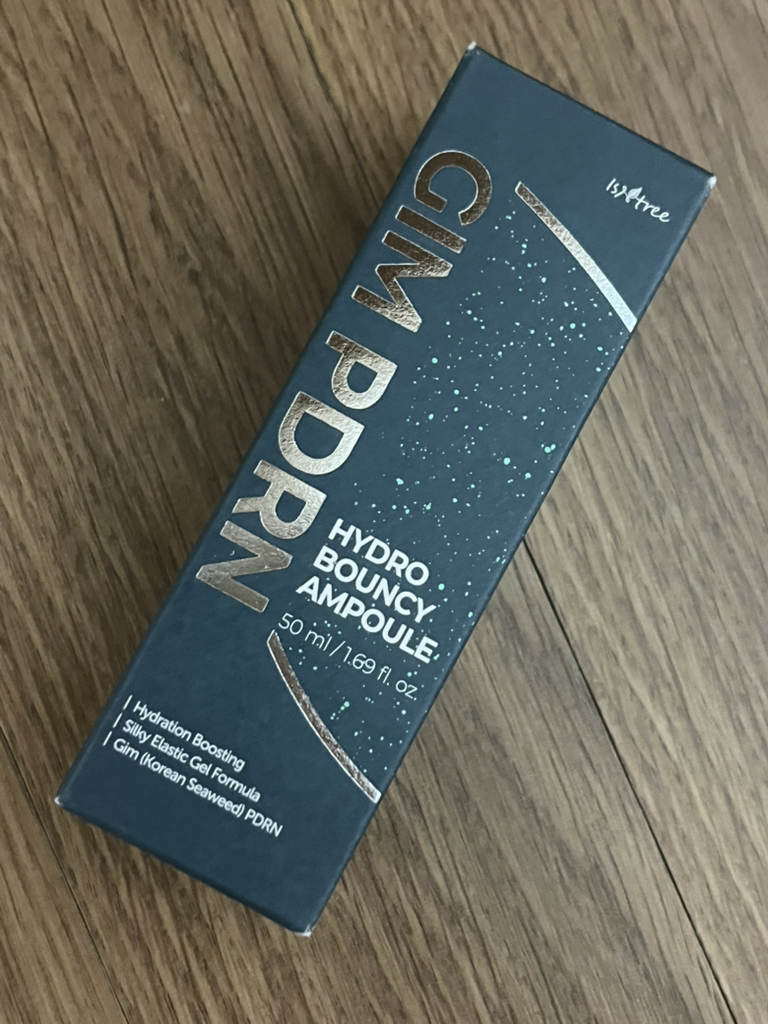 Isntree
GIM PDRN
HYDRO
BOUNCY
AMPOULE
50 ml / 1.69 fl. oz.
| Hydration Boosting
| Silky Elastic Gel Formula
| Gim (Korean Seaweed) PDRN